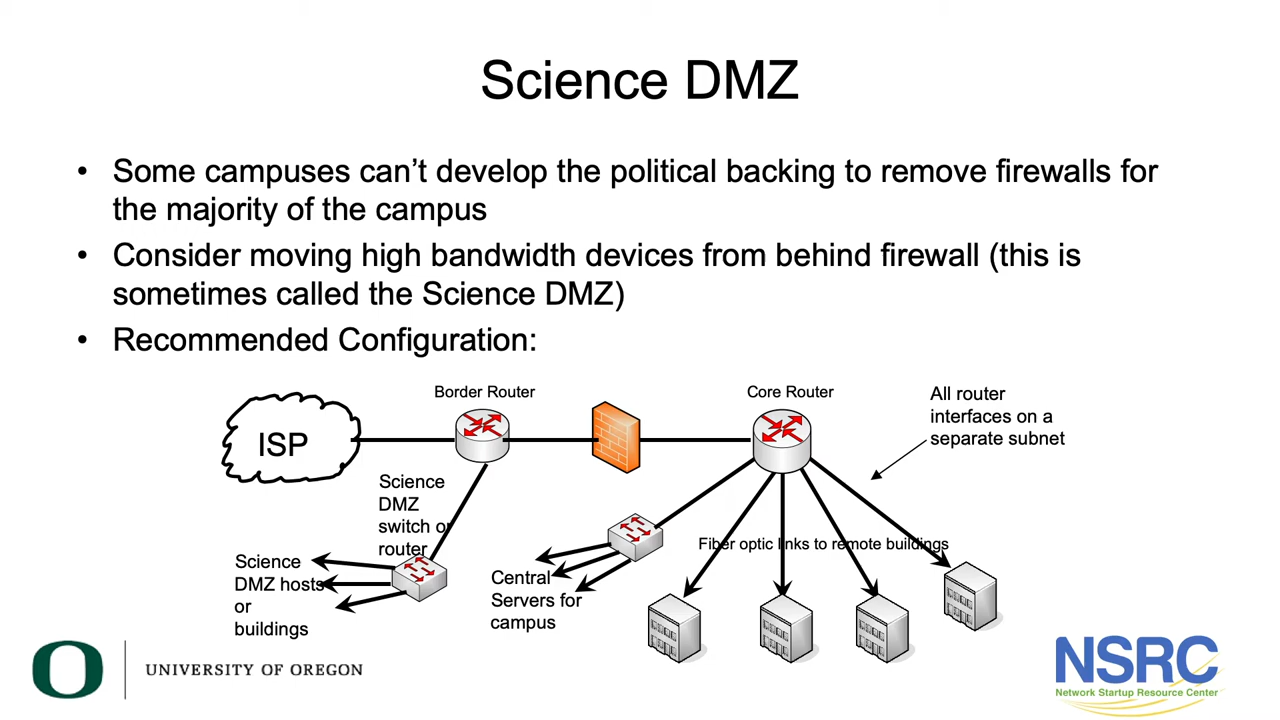 Science DMZ
• Some campuses can’t develop the political backing to remove firewalls for
the majority of the campus
• Consider moving high bandwidth devices from behind firewall (this is
sometimes called the Science DMZ)
• Recommended Configuration:
Border Router
Core Router
All router
interfaces on a
separate subnet
ISP
Science
DMZ
switch or
router
Fiber optic links to remote buildings
Science
DMZ hosts
or
buildings
Central
Servers for
campus
O
UNIVERSITY OF OREGON
NSRC
Network Startup Resource Center